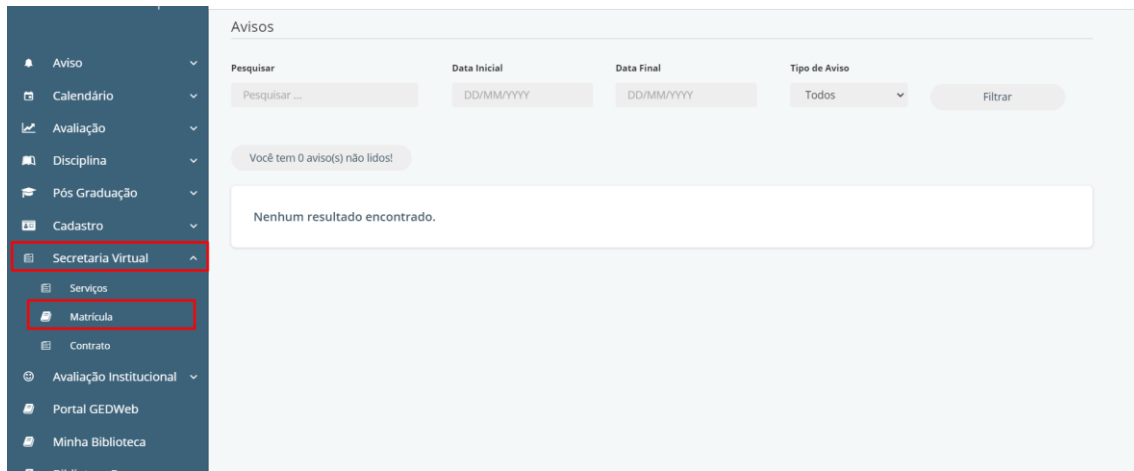 Avisos
Aviso
Calendário
Avaliação
Disciplina
Pós Graduação
Cadastro
Secretaria Virtual
Serviços
Matrícula
Contrato
Avaliação Institucional
Portal GEDWeb
Minha Biblioteca
Pesquisar Data Inicial Data Final Tipo de Aviso
Pesquisar ... DD/MM/YYYY DD/MM/YYYY Todos Filtrar
Você tem 0 aviso(s) não lidos!
Nenhum resultado encontrado.